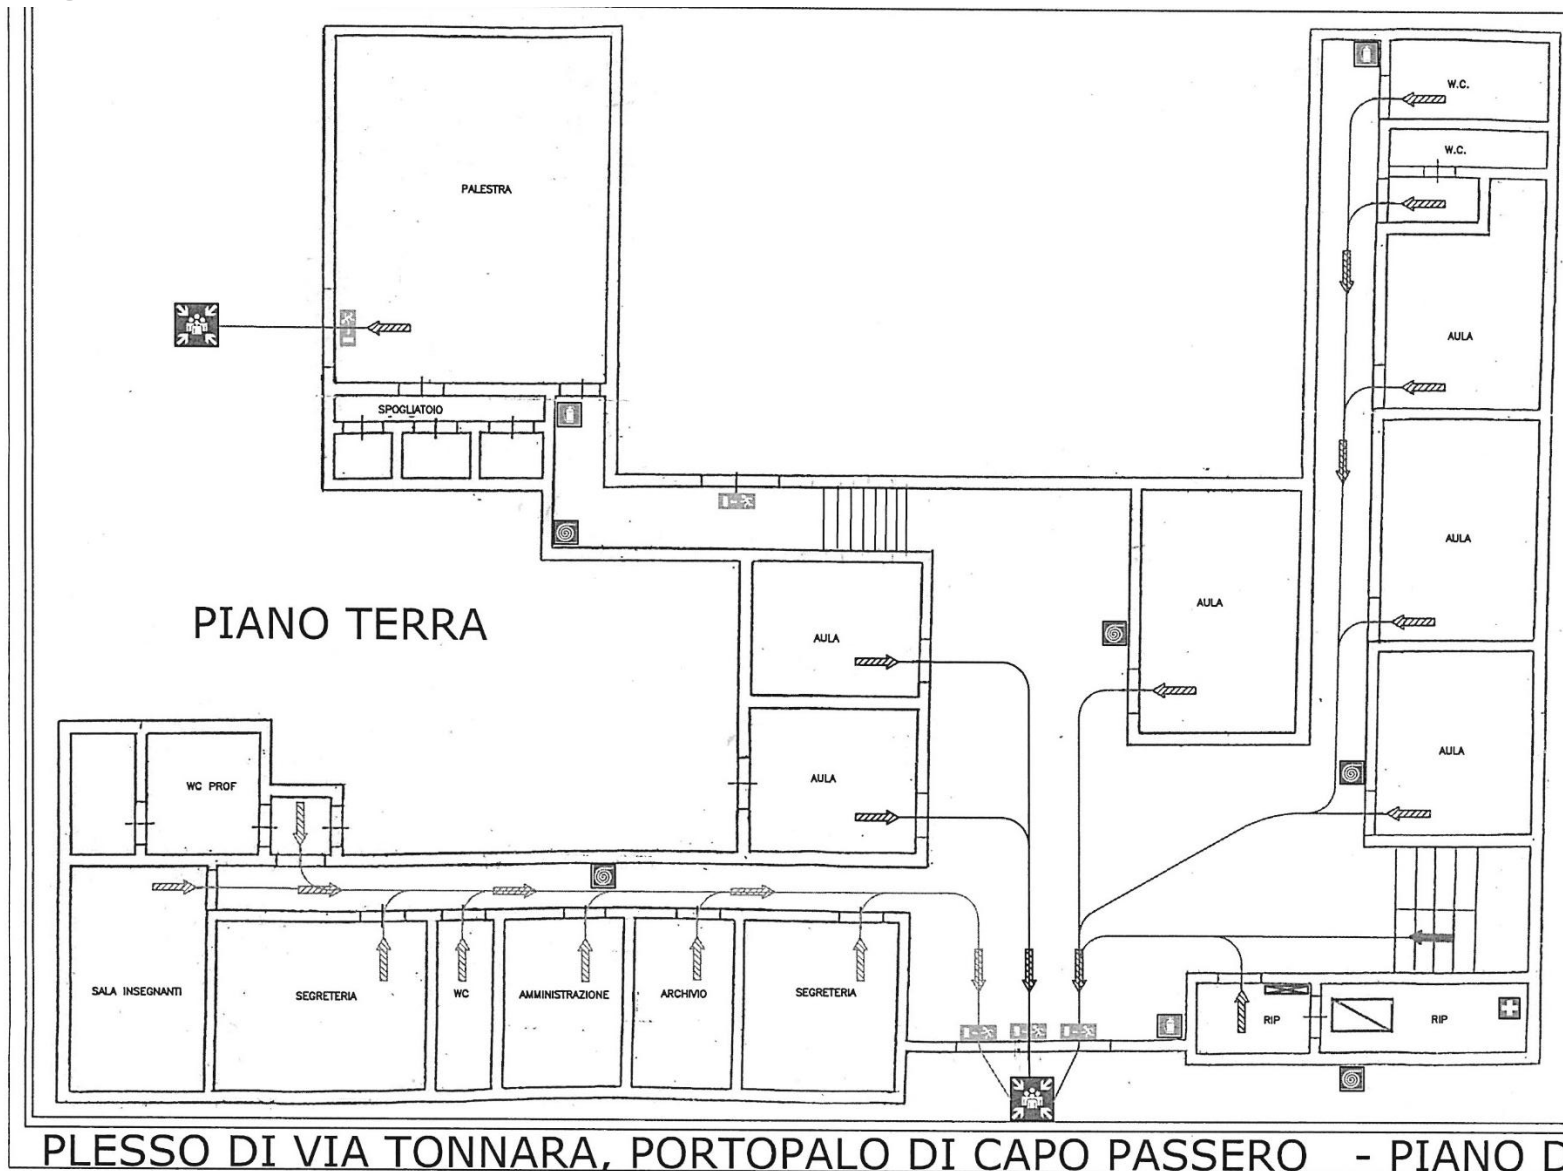 W.C.
PALESTRA
W.C.
AULA
SPOGLIATOIO
AULA
AULA
PIANO TERRA
AULA
AULA
AULA
WC PROF
SALA INSEGNANTI
SEGRETERIA
WC
AMMINISTRAZIONE
ARCHIVIO
SEGRETERIA
RIP
RIP
PLESSO DI VIA TONNARA, PORTOPALO DI CAPO PASSERO - PIANO D